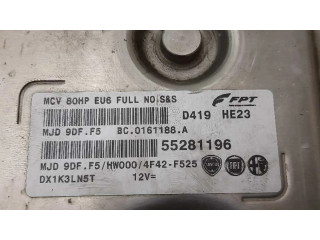 MCV 80HP EU6 FULL NO S&S
FPT
D419 HE23
MJD 9DF.F5 BC.0161188.A
55281196
MJD 9DF.F5/HW000/4F42-F525
DX1K3LN5T 12V=
FIAT